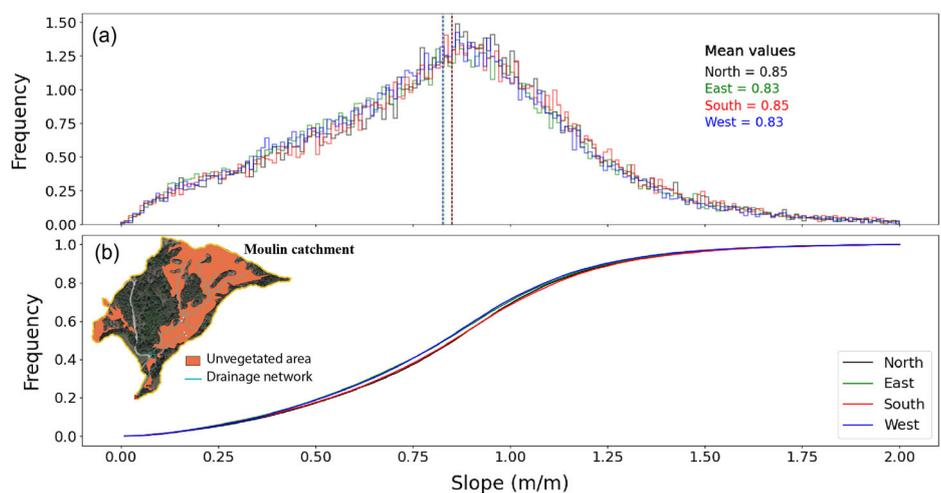 (a)
1.50
1.25
1.00
0.75
0.50
0.25
0.00
Frequency
Mean values
North = 0.85
East = 0.83
South = 0.85
West = 0.83
(b)
Moulin catchment
1.0
0.8
0.6
0.4
0.2
0.0
Frequency
Unvegetated area
Drainage network
North
East
South
West
0.00 0.25 0.50 0.75 1.00 1.25 1.50 1.75 2.00
Slope (m/m)